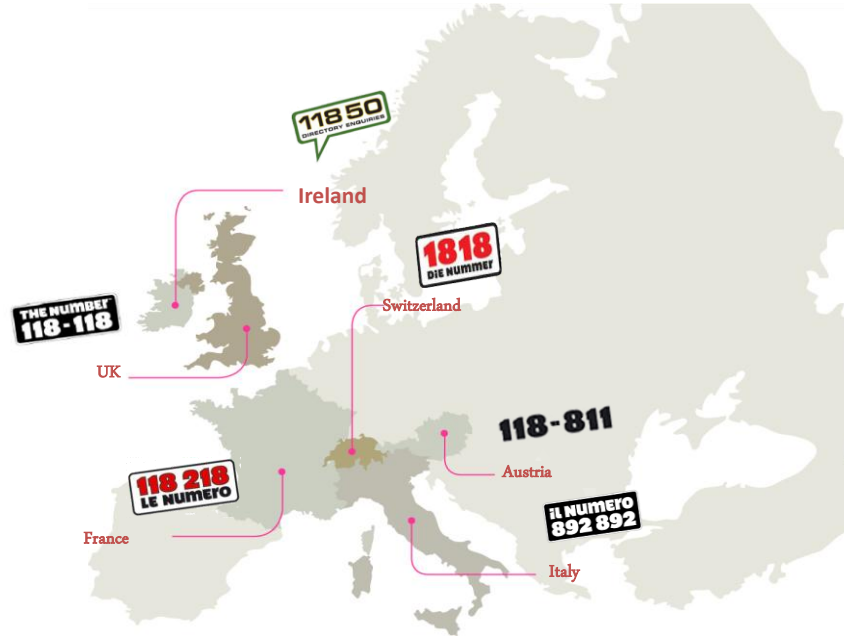 11850
DIRECTORY ENQUIRIES
Ireland
1818
DiE NUMMER
Switzerland
THE NUMBER
118-118
UK
118-811
Austria
118 218
LE NUMERO
France
iL NUMERO
892 892
Italy